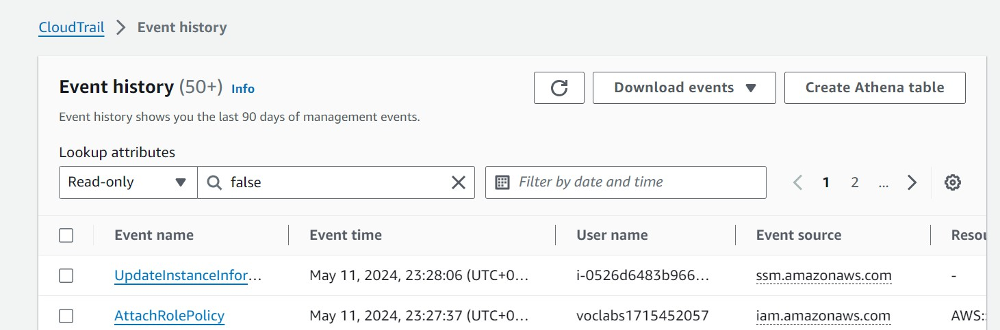 CloudTrail > Event history
Event history (50+) Info
Download events
Create Athena table
Event history shows you the last 90 days of management events.
Lookup attributes
Read-only
false
Filter by date and time
1 2 ...
Event name Event time User name Event source Resou
UpdateInstanceInfor... May 11, 2024, 23:28:06 (UTC+0... i-0526d6483b966... ssm.amazonaws.com -
AttachRolePolicy May 11, 2024, 23:27:37 (UTC+0... voclabs1715452057 iam.amazonaws.com AWS::